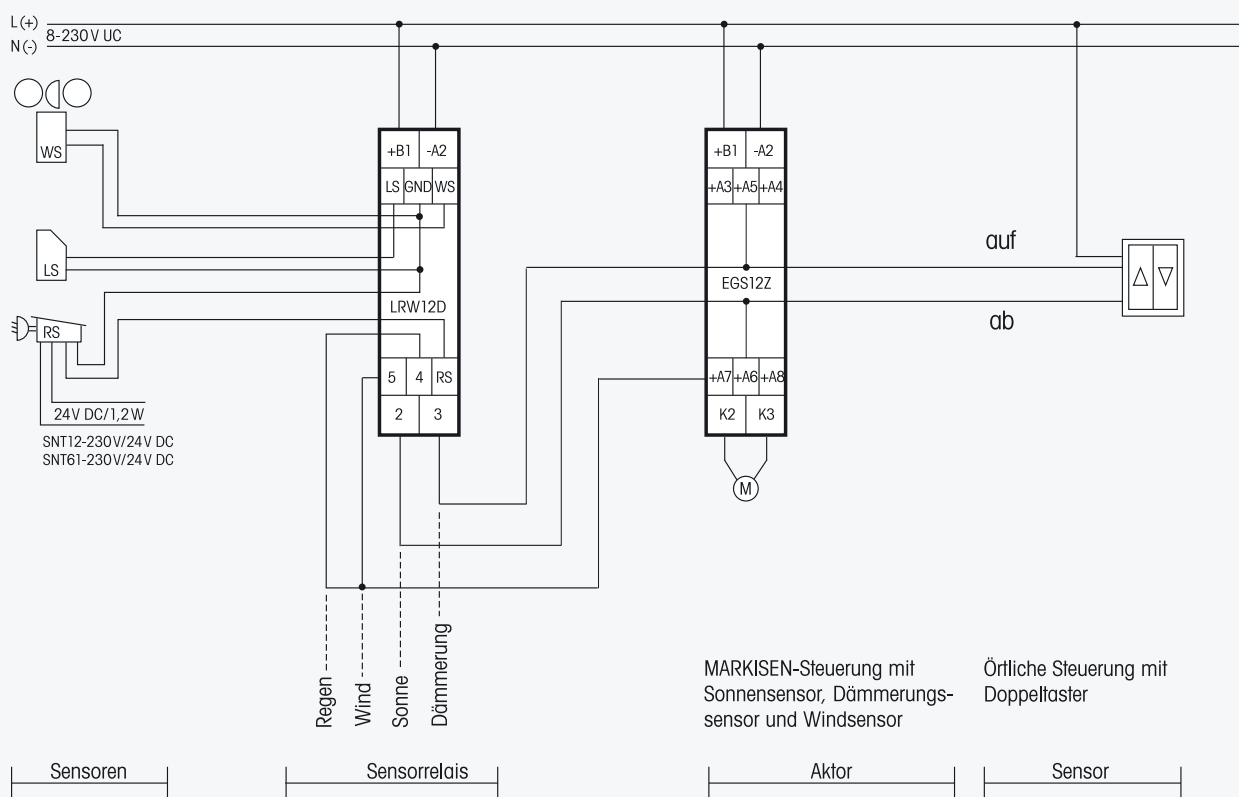 L(+)
8-230V UC
N(-)
WS
LS
RS
24V DC/1,2W
SNT12-230V/24V DC
SNT61-230V/24V DC
+B1 -A2
LS GND WS
LRW12D
5 4 RS
2 3
+B1 -A2
+A3 +A5 +A4
EGS12Z
+A7 +A6 +A8
K2 K3
M
auf
ab
Regen
Wind
Sonne
Dämmerung
MARKISEN-Steuerung mit
Sonnensensor, Dämmerungs-
sensor und Windsensor
Örtliche Steuerung mit
Doppeltaster
Sensoren
Sensorrelais
Aktor
Sensor